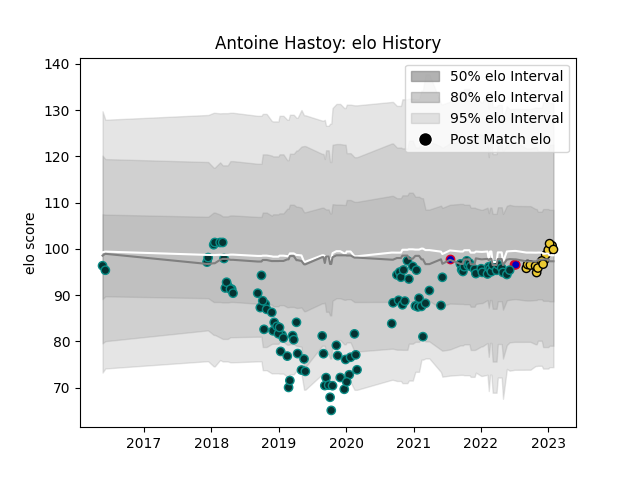 Antoine Hastoy: elo History
50% elo Interval
80% elo Interval
95% elo Interval
Post Match elo
elo score
140
130
120
110
100
90
80
70
2017
2018
2019
2020
2021
2022
2023